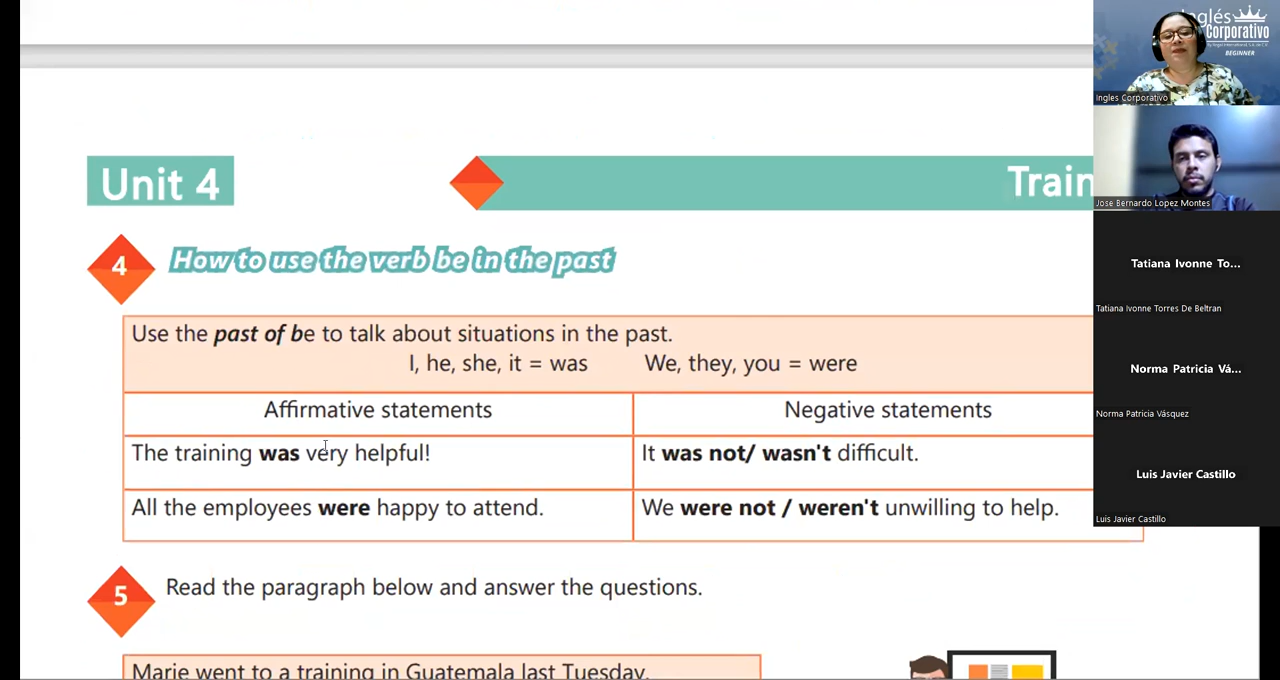 Unit 4
Train
4
How to use the verb be in the past
Use the past of be to talk about situations in the past.
I, he, she, it = was We, they, you = were
Affirmative statements Negative statements
The training was very helpful! It was not/ wasn't difficult.
All the employees were happy to attend. We were not / weren't unwilling to help.
5
Read the paragraph below and answer the questions.
Marie went to a training in Guatemala last Tuesday.
Inglés
Corporativo
BEGINNER
Ingles Corporativo
Jose Bernardo Lopez Montes
Tatiana Ivonne To...
Tatiana Ivonne Torres De Beltran
Norma Patricia Vá...
Norma Patricia Vásquez
Luis Javier Castillo
Luis Javier Castillo